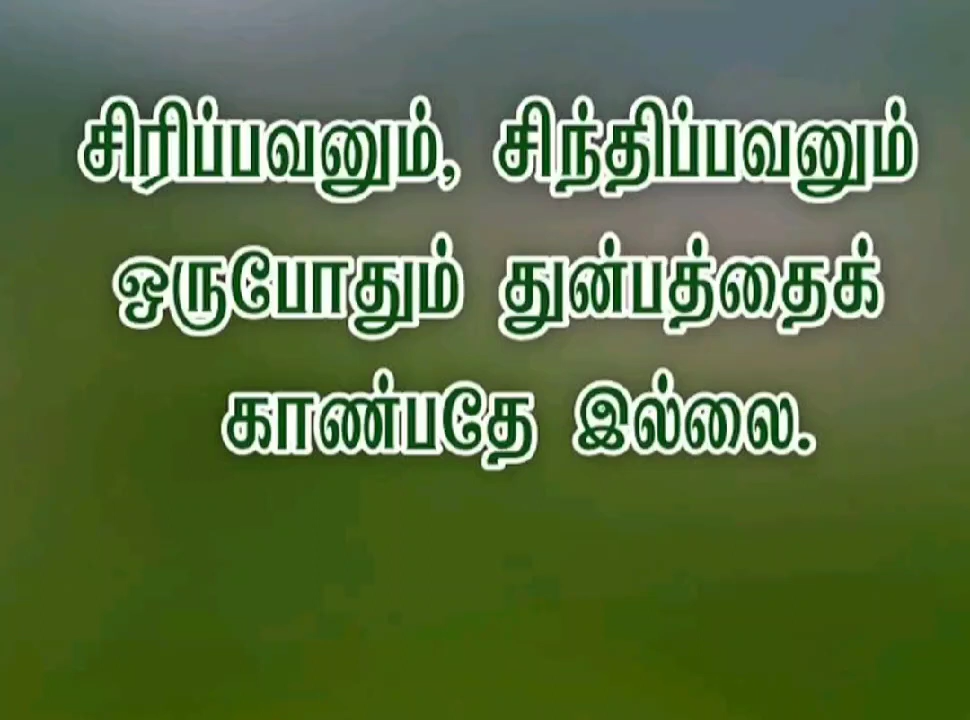 சிரிப்பவனும், சிந்திப்பவனும்
ஒருபோதும் துன்பத்தைக்
காண்பதே இல்லை.